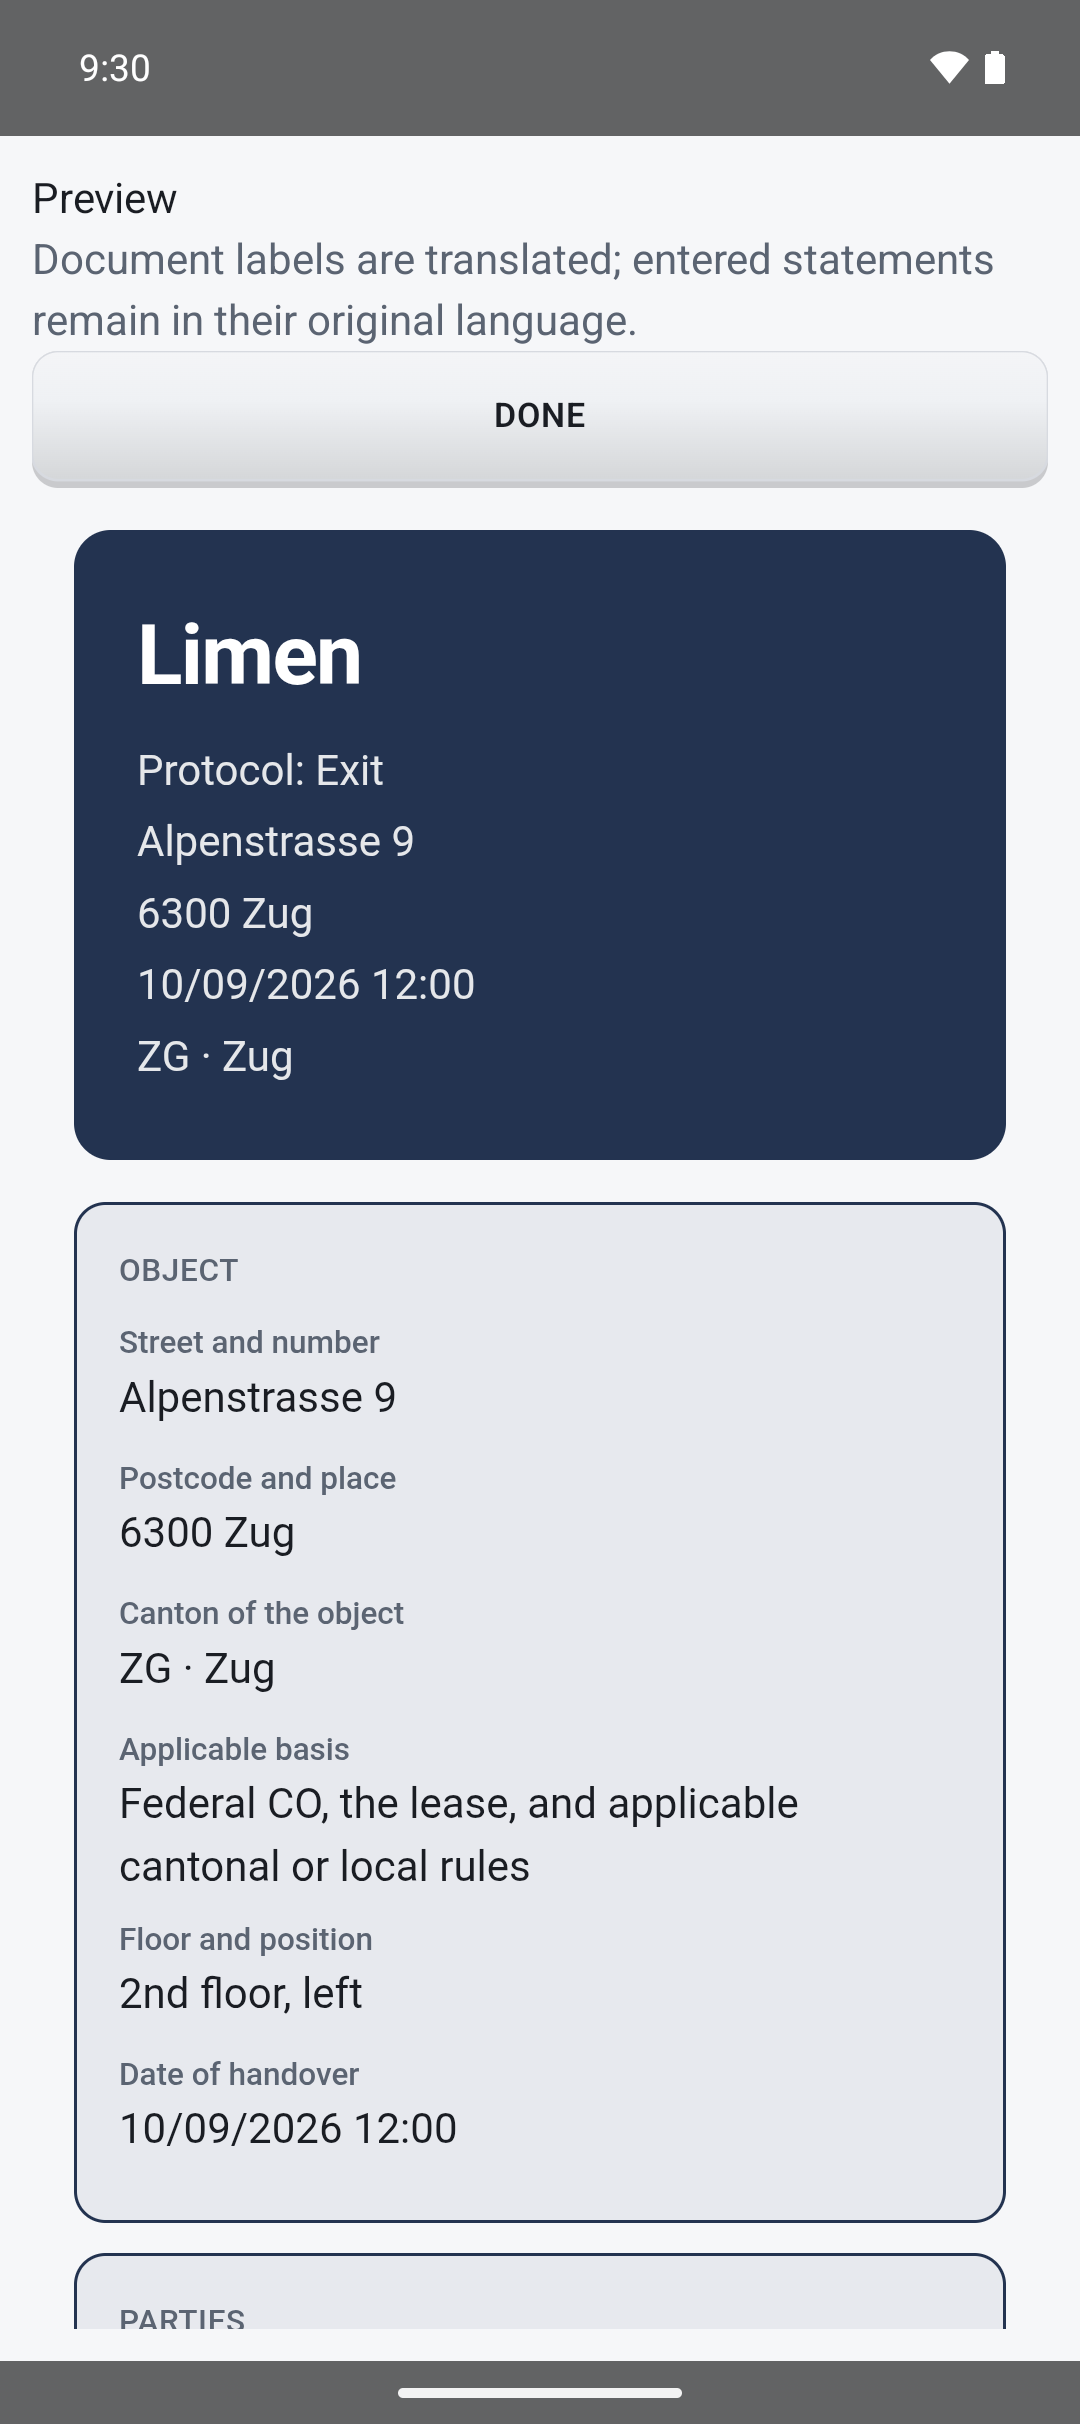 9:30
Preview
Document labels are translated; entered statements
remain in their original language.
DONE
Limen
Protocol: Exit
Alpenstrasse 9
6300 Zug
10/09/2026 12:00
ZG · Zug
OBJECT
Street and number
Alpenstrasse 9
Postcode and place
6300 Zug
Canton of the object
ZG · Zug
Applicable basis
Federal CO, the lease, and applicable
cantonal or local rules
Floor and position
2nd floor, left
Date of handover
10/09/2026 12:00
PARTIES